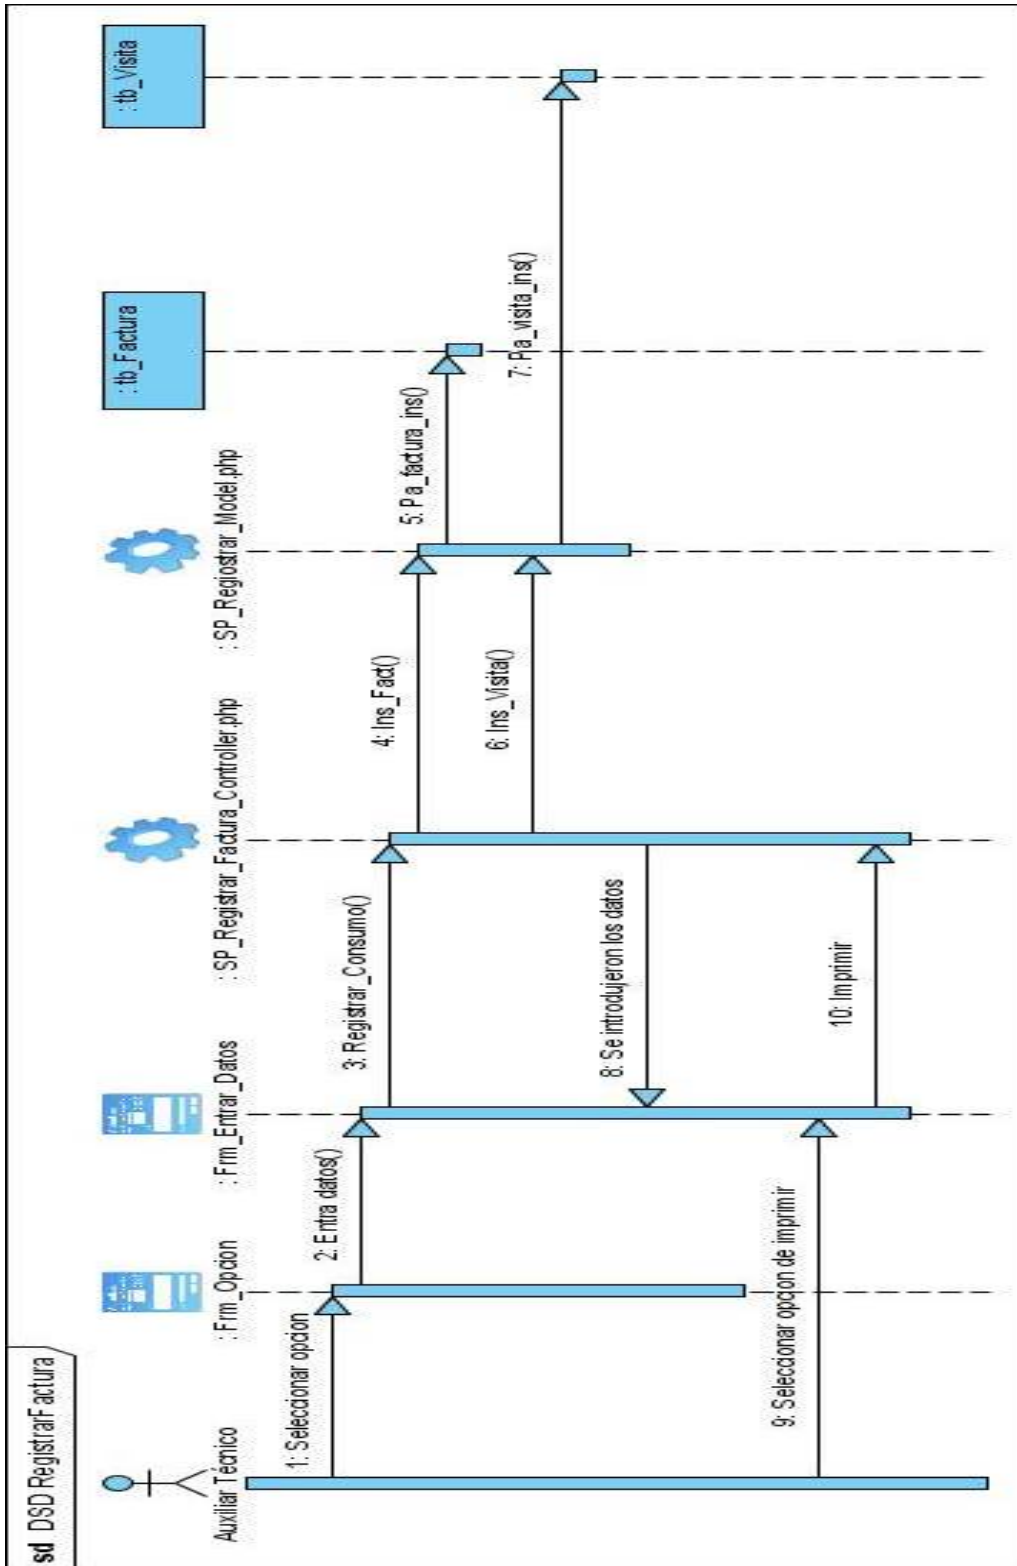 sd DSD RegistrarFactura
Auxiliar Técnico
: Frm_Opcion
: Frm_Entrar_Datos
: SP_Registrar_Factura_Controller.php
: SP_Regiostrar_Model.php
: tb_Factura
: tb_Visita
1: Seleccionar opcion
2: Entra datos()
3: Registrar_Consumo()
4: Ins_Fact()
5: Pa_factura_ins()
6: Ins_Visita()
7: Pa_visita_ins()
8: Se introdujeron los datos
9: Seleccionar opcion de imprimir
10: Imprimir